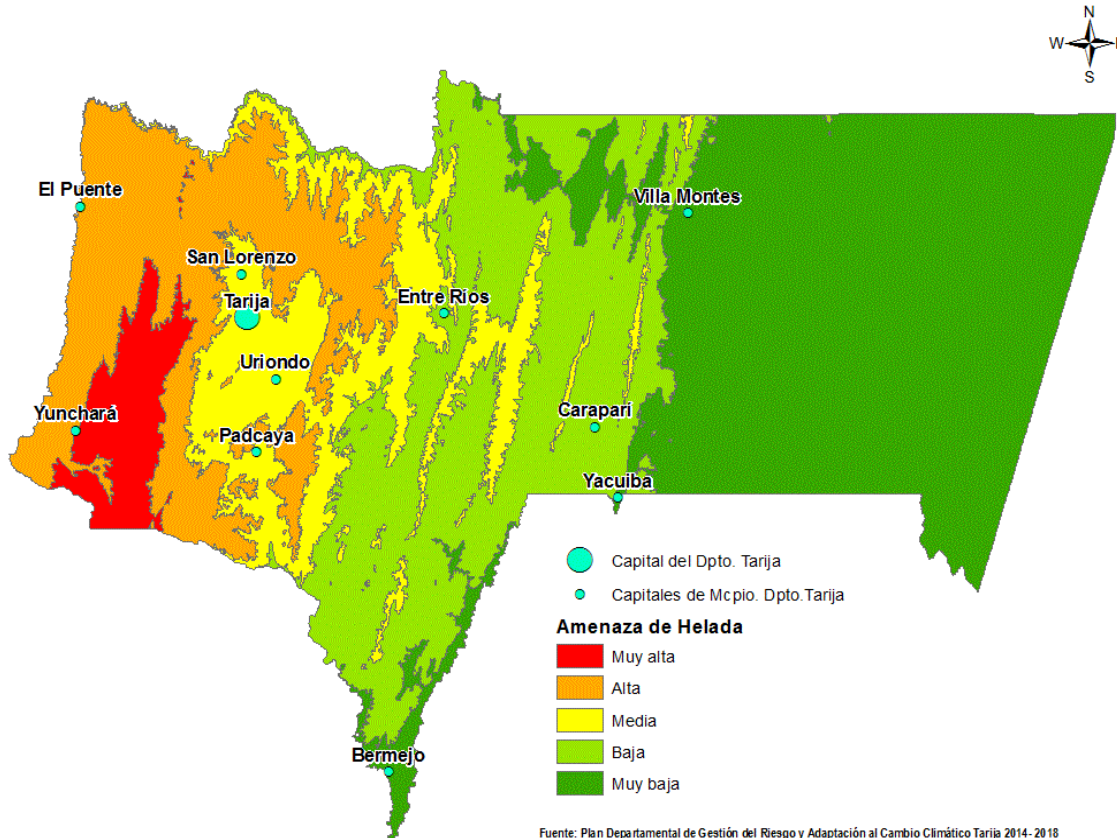 N
W
S
El Puente
Villa Montes
San Lorenzo
Tarija
Entre Ríos
Uriondo
Yunchará
Carapari
Padcaya
Yacuiba
Capital del Dpto. Tarija
Capitales de Mcpio. Dpto.Tarija
Amenaza de Helada
Muy alta
Alta
Media
Baja
Muy baja
Bermejo
Fuente: Plan Departamental de Gestión del Riesgo y Adaptación al Cambio Climático Tarija 2014- 2018